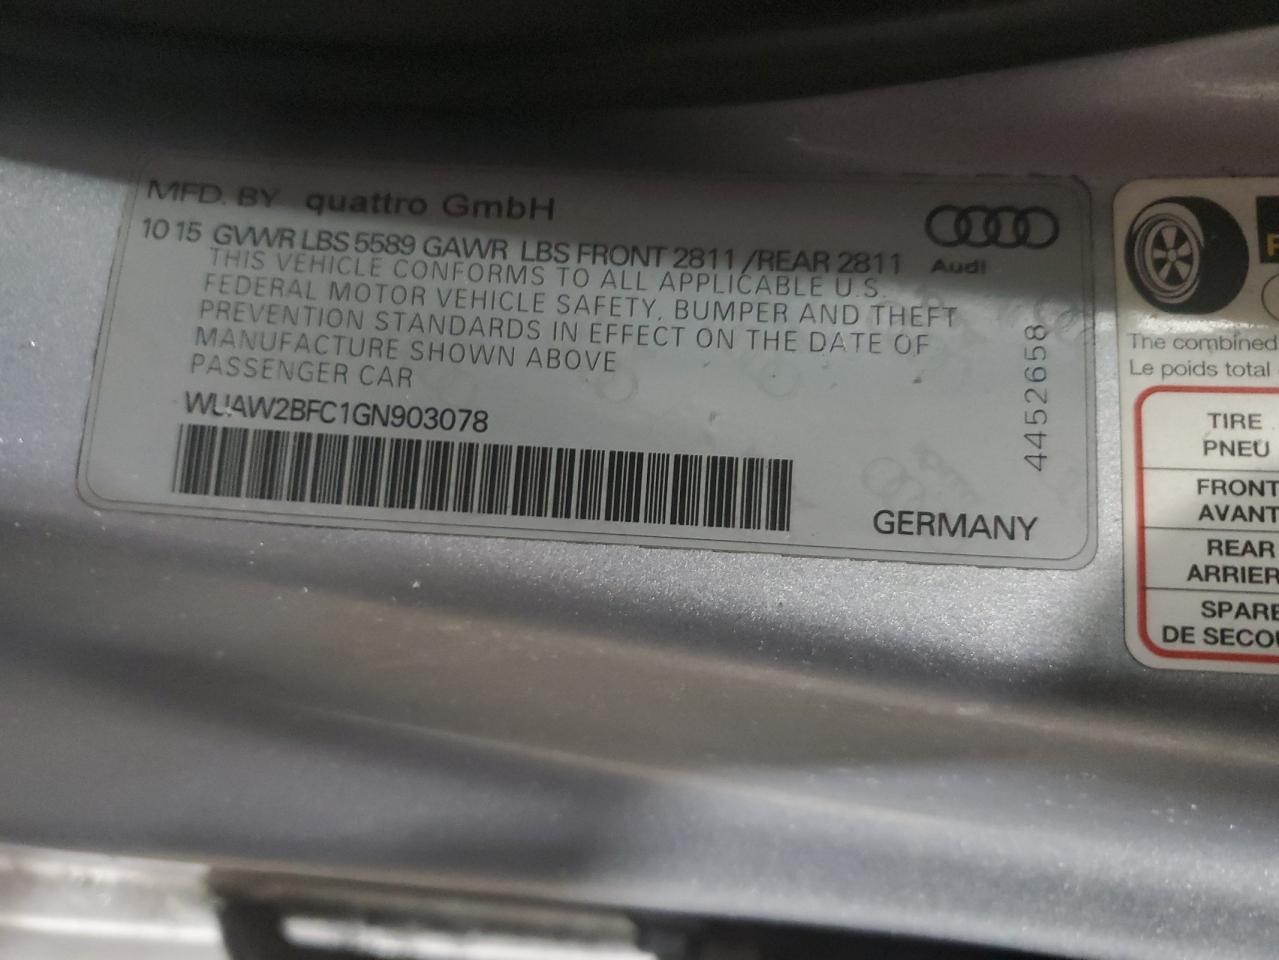 MFD. BY quattro GmbH
10 15 GVWR LBS 5589 GAWR LBS FRONT 2811 /REAR 2811
THIS VEHICLE CONFORMS TO ALL APPLICABLE U.S.
FEDERAL MOTOR VEHICLE SAFETY, BUMPER AND THEFT
PREVENTION STANDARDS IN EFFECT ON THE DATE OF
MANUFACTURE SHOWN ABOVE
PASSENGER CAR
WUAW2BFC1GN903078
Audi
4452658
GERMANY
The combined
Le poids total
TIRE
PNEU
FRONT
AVANT
REAR
ARRIER
SPARE
DE SECOU